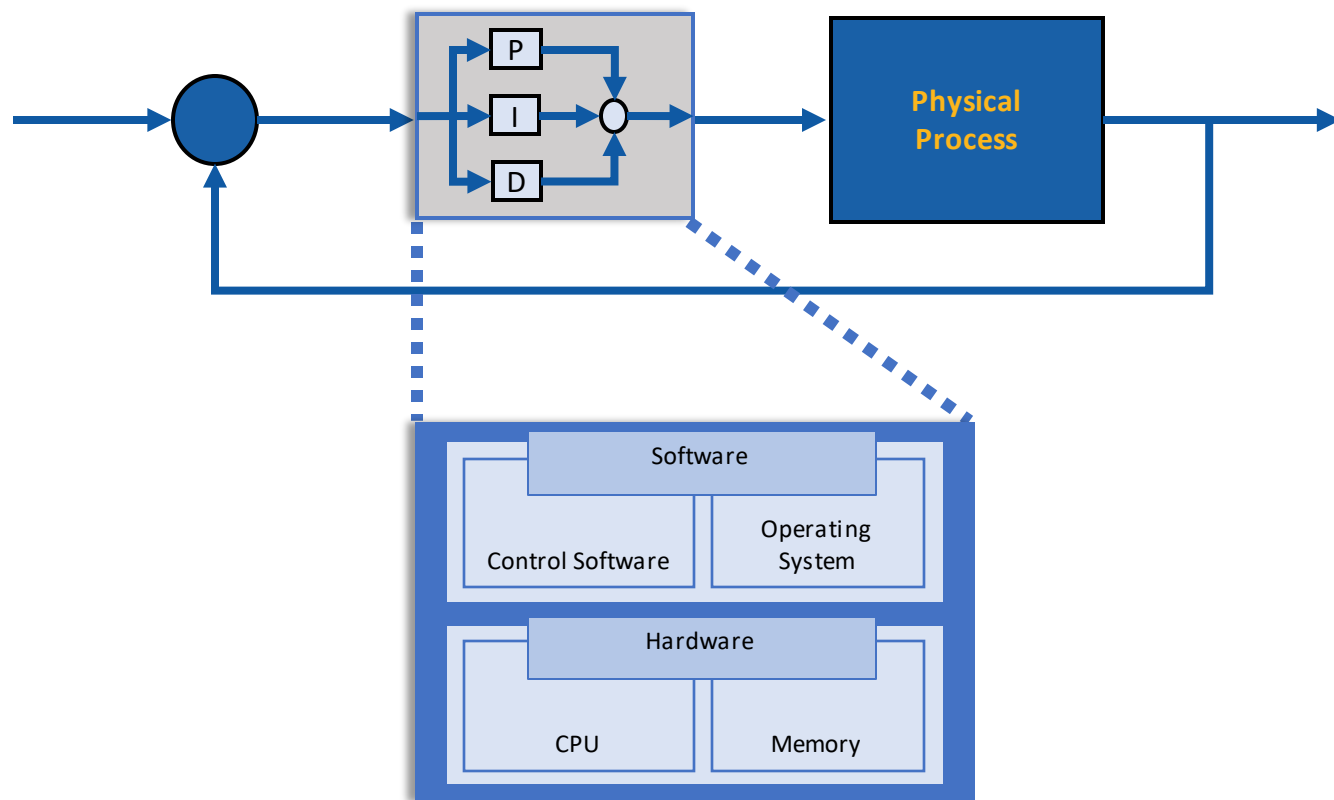 P
I
D
Physical
Process
Software
Control Software
Operating
System
Hardware
CPU
Memory